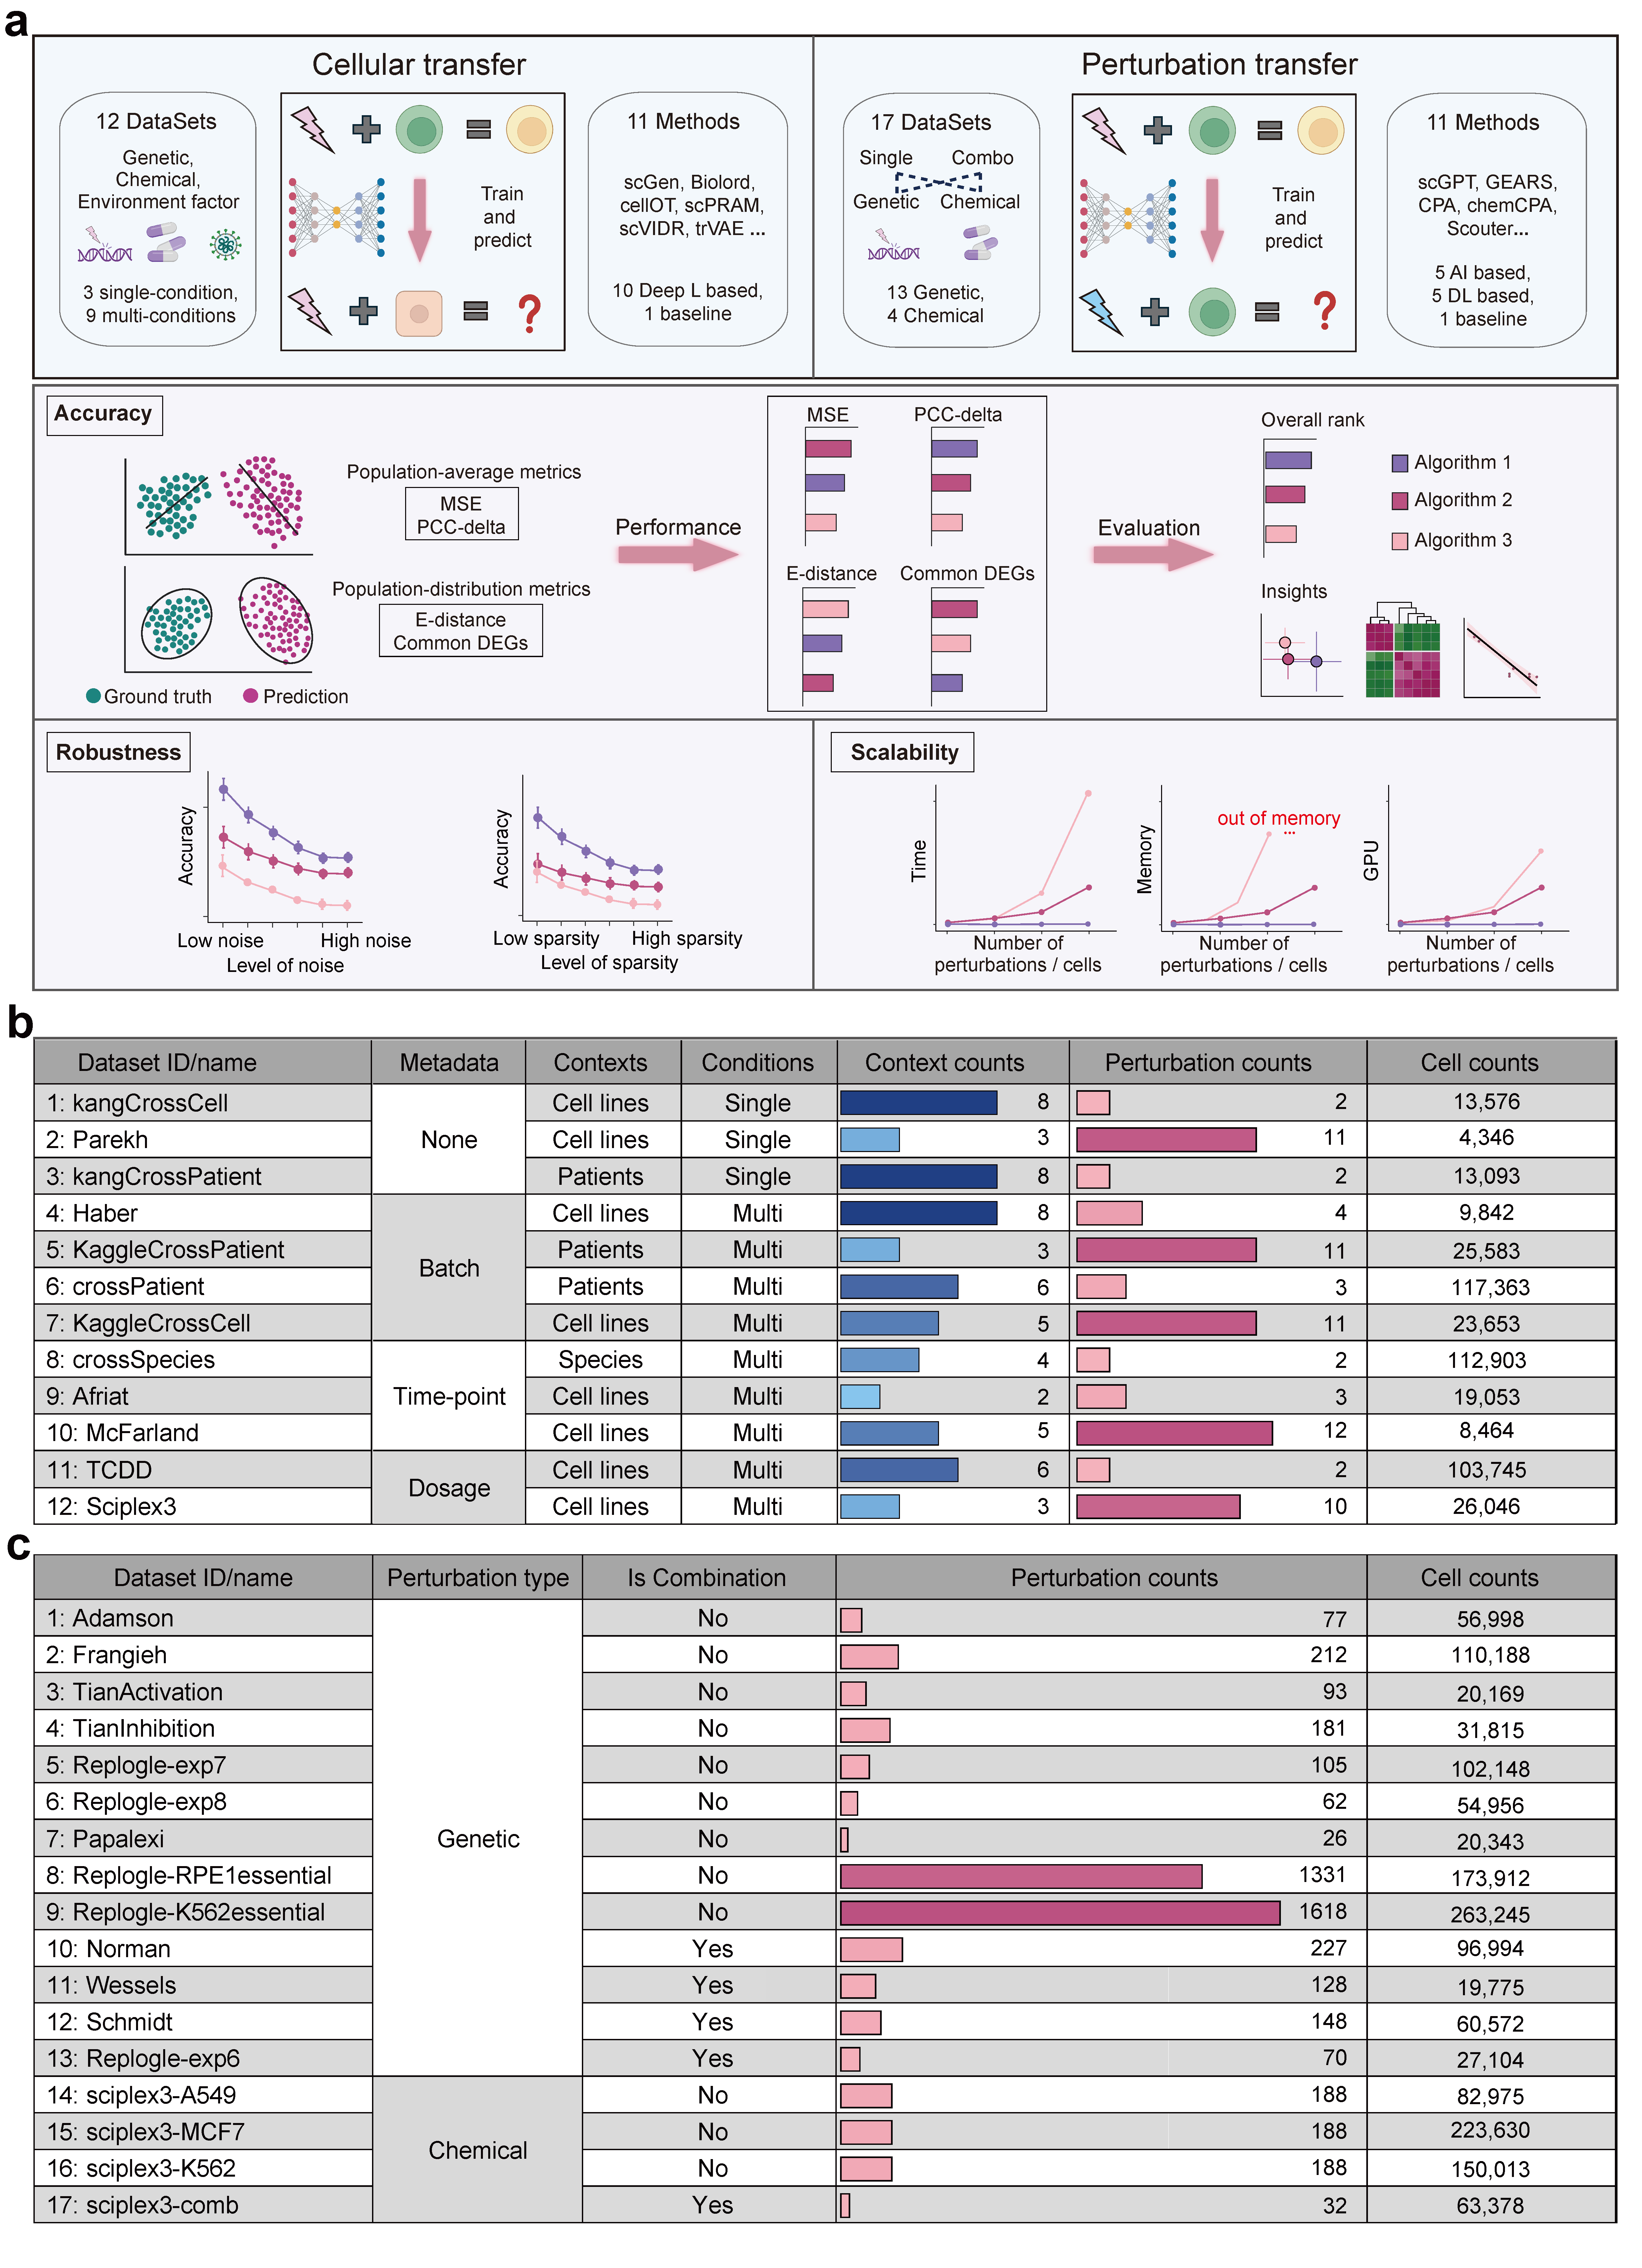 a
Cellular transfer
12 DataSets
Genetic,
Chemical,
Environment factor
3 single-condition,
9 multi-conditions
Train
and
predict
11 Methods
scGen, Biolord,
cellOT, scPRAM,
scVIDR, trVAE ...
10 Deep L based,
1 baseline
Perturbation transfer
17 DataSets
Single Combo
Genetic Chemical
13 Genetic,
4 Chemical
Train
and
predict
11 Methods
scGPT, GEARS,
CPA, chemCPA,
Scouter...
5 AI based,
5 DL based,
1 baseline
Accuracy
Population-average metrics
MSE
PCC-delta
Population-distribution metrics
E-distance
Common DEGs
Ground truth Prediction
Performance
MSE PCC-delta
E-distance Common DEGs
Evaluation
Overall rank
Algorithm 1
Algorithm 2
Algorithm 3
Insights
Robustness
Accuracy
Low noise High noise
Level of noise
Accuracy
Low sparsity High sparsity
Level of sparsity
Scalability
Time
Number of
perturbations / cells
Memory
out of memory
...
Number of
perturbations / cells
GPU
Number of
perturbations / cells
b
Dataset ID/name Metadata Contexts Conditions Context counts Perturbation counts Cell counts
1: kangCrossCell Cell lines Single 8 2 13,576
2: Parekh None Cell lines Single 3 11 4,346
3: kangCrossPatient Patients Single 8 2 13,093
4: Haber Cell lines Multi 8 4 9,842
5: KaggleCrossPatient Patients Multi 3 11 25,583
Batch
6: crossPatient Patients Multi 6 3 117,363
7: KaggleCrossCell Cell lines Multi 5 11 23,653
8: crossSpecies Species Multi 4 2 112,903
9: Afriat Time-point Cell lines Multi 2 3 19,053
10: McFarland Cell lines Multi 5 12 8,464
11: TCDD Cell lines Multi 6 2 103,745
Dosage
12: Sciplex3 Cell lines Multi 3 10 26,046
c
Dataset ID/name Perturbation type Is Combination Perturbation counts Cell counts
1: Adamson No 77 56,998
2: Frangieh No 212 110,188
3: TianActivation No 93 20,169
4: TianInhibition No 181 31,815
5: Replogle-exp7 No 105 102,148
6: Replogle-exp8 No 62 54,956
7: Papalexi Genetic No 26 20,343
8: Replogle-RPE1essential No 1331 173,912
9: Replogle-K562essential No 1618 263,245
10: Norman Yes 227 96,994
11: Wessels Yes 128 19,775
12: Schmidt Yes 148 60,572
13: Replogle-exp6 Yes 70 27,104
14: sciplex3-A549 No 188 82,975
15: sciplex3-MCF7 No 188 223,630
Chemical
16: sciplex3-K562 No 188 150,013
17: sciplex3-comb Yes 32 63,378